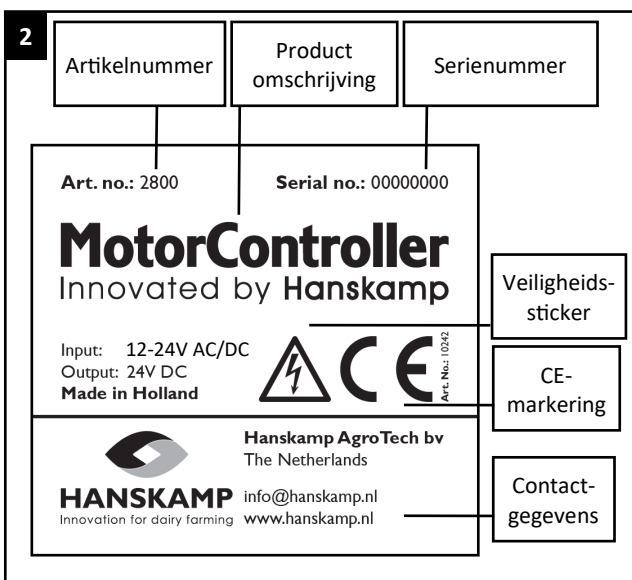 2
Artikelnummer
Product
omschrijving
Serienummer
Art. no.: 2800
Serial no.: 00000000
MotorController
Innovated by Hanskamp
Veiligheids-
sticker
Input: 12-24V AC/DC
Output: 24V DC
Made in Holland
CE
Art. No.: 10242
CE-
markering
Hanskamp AgroTech bv
The Netherlands
HANSKAMP
Innovation for dairy farming
info@hanskamp.nl
www.hanskamp.nl
Contact-
gegevens